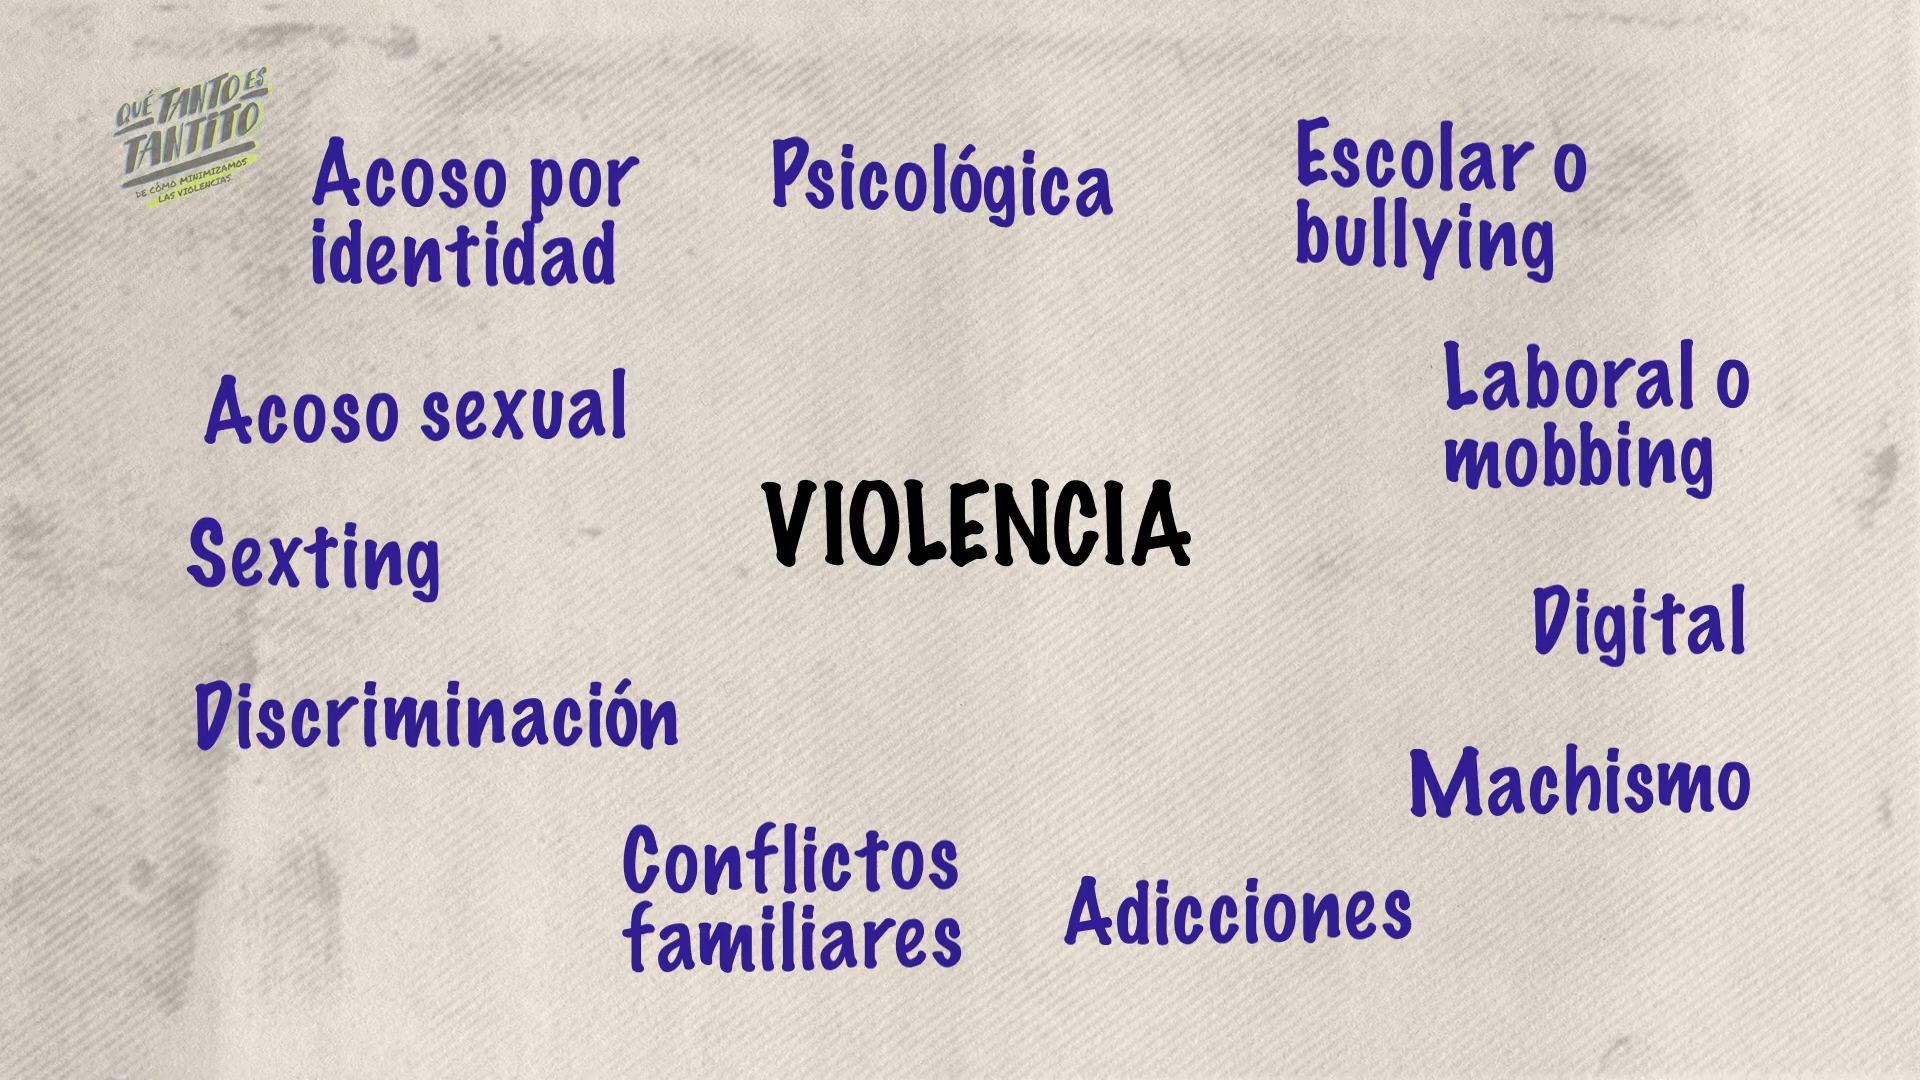 QUÉ TANTO ES
TANTITO
DE CÓMO MINIMIZAMOS
LAS VIOLENCIAS
Acoso por
identidad
Psicológica
Escolar o
bullying
Acoso sexual
Laboral o
mobbing
VIOLENCIA
Sexting
Digital
Discriminación
Machismo
Conflictos
familiares
Adicciones